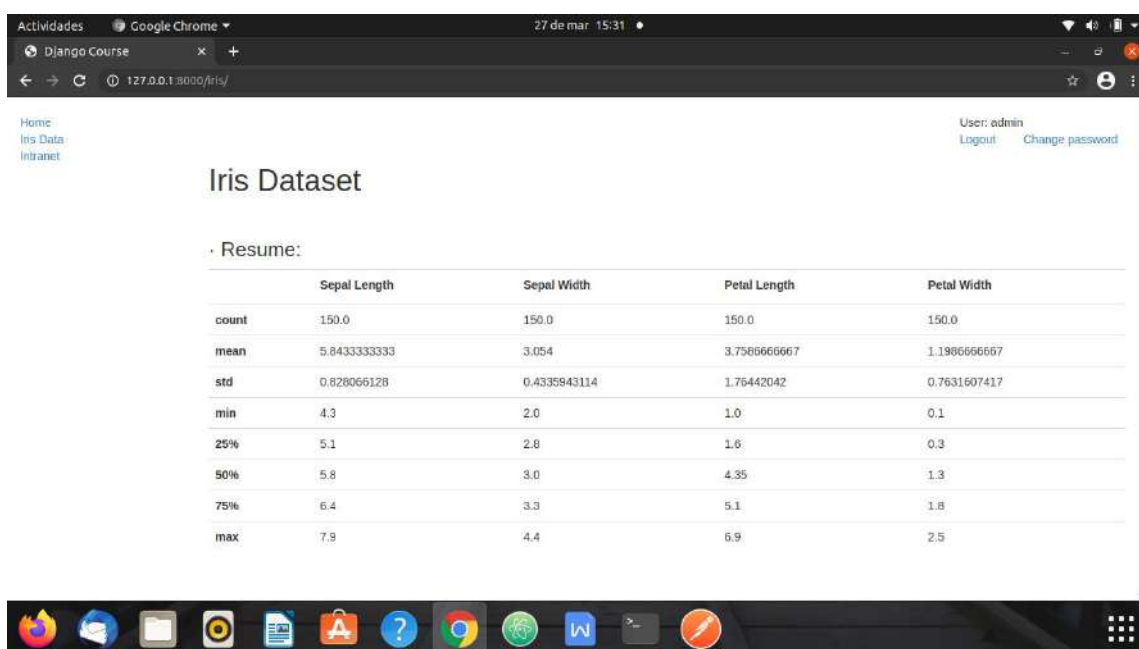 Actividades Google Chrome 27 de mar 15:31
Django Course
127.0.0.1:8000/iris/
Home User: admin
Iris Data Logout Change password
Intranet
Iris Dataset
· Resume:
Sepal Length Sepal Width Petal Length Petal Width
count 150.0 150.0 150.0 150.0
mean 5.8433333333 3.054 3.7586666667 1.1986666667
std 0.828066128 0.4335943114 1.76442042 0.7631607417
min 4.3 2.0 1.0 0.1
25% 5.1 2.8 1.6 0.3
50% 5.8 3.0 4.35 1.3
75% 6.4 3.3 5.1 1.8
max 7.9 4.4 6.9 2.5